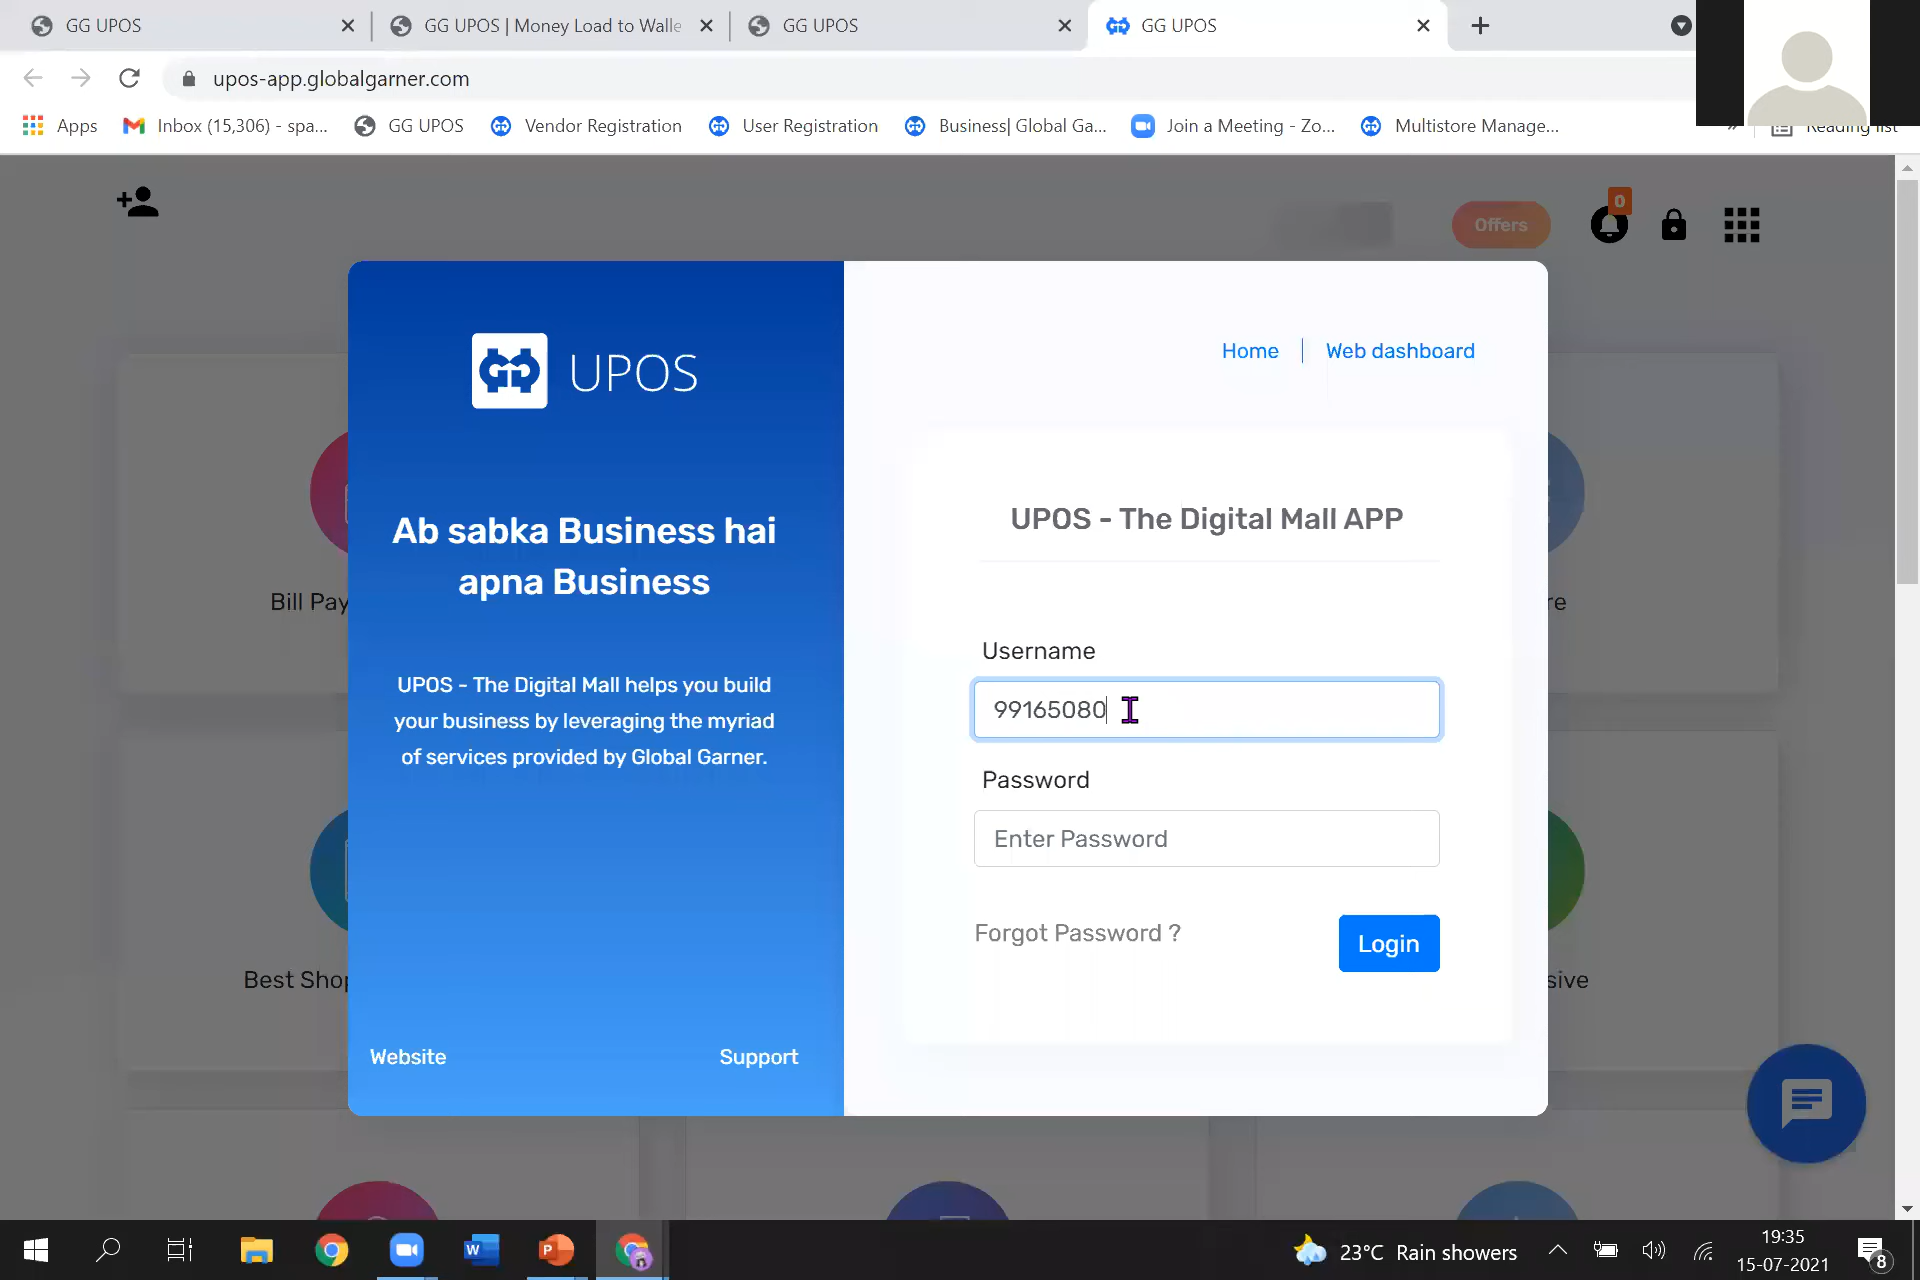 GG UPOS
GG UPOS | Money Load to Walle
GG UPOS
GG UPOS
upos-app.globalgarner.com
Apps
Inbox (15,306) - spa...
GG UPOS
Vendor Registration
User Registration
Business| Global Ga...
Join a Meeting - Zo...
Multistore Manage...
Reading list
Offers
0
UPOS
Home
Web dashboard
Ab sabka Business hai
apna Business
UPOS - The Digital Mall APP
Bill Pay
re
Username
UPOS - The Digital Mall helps you build
your business by leveraging the myriad
of services provided by Global Garner.
99165080
Password
Enter Password
Forgot Password ?
Login
Best Shop
sive
Website
Support
23°C Rain showers
19:35
15-07-2021
8